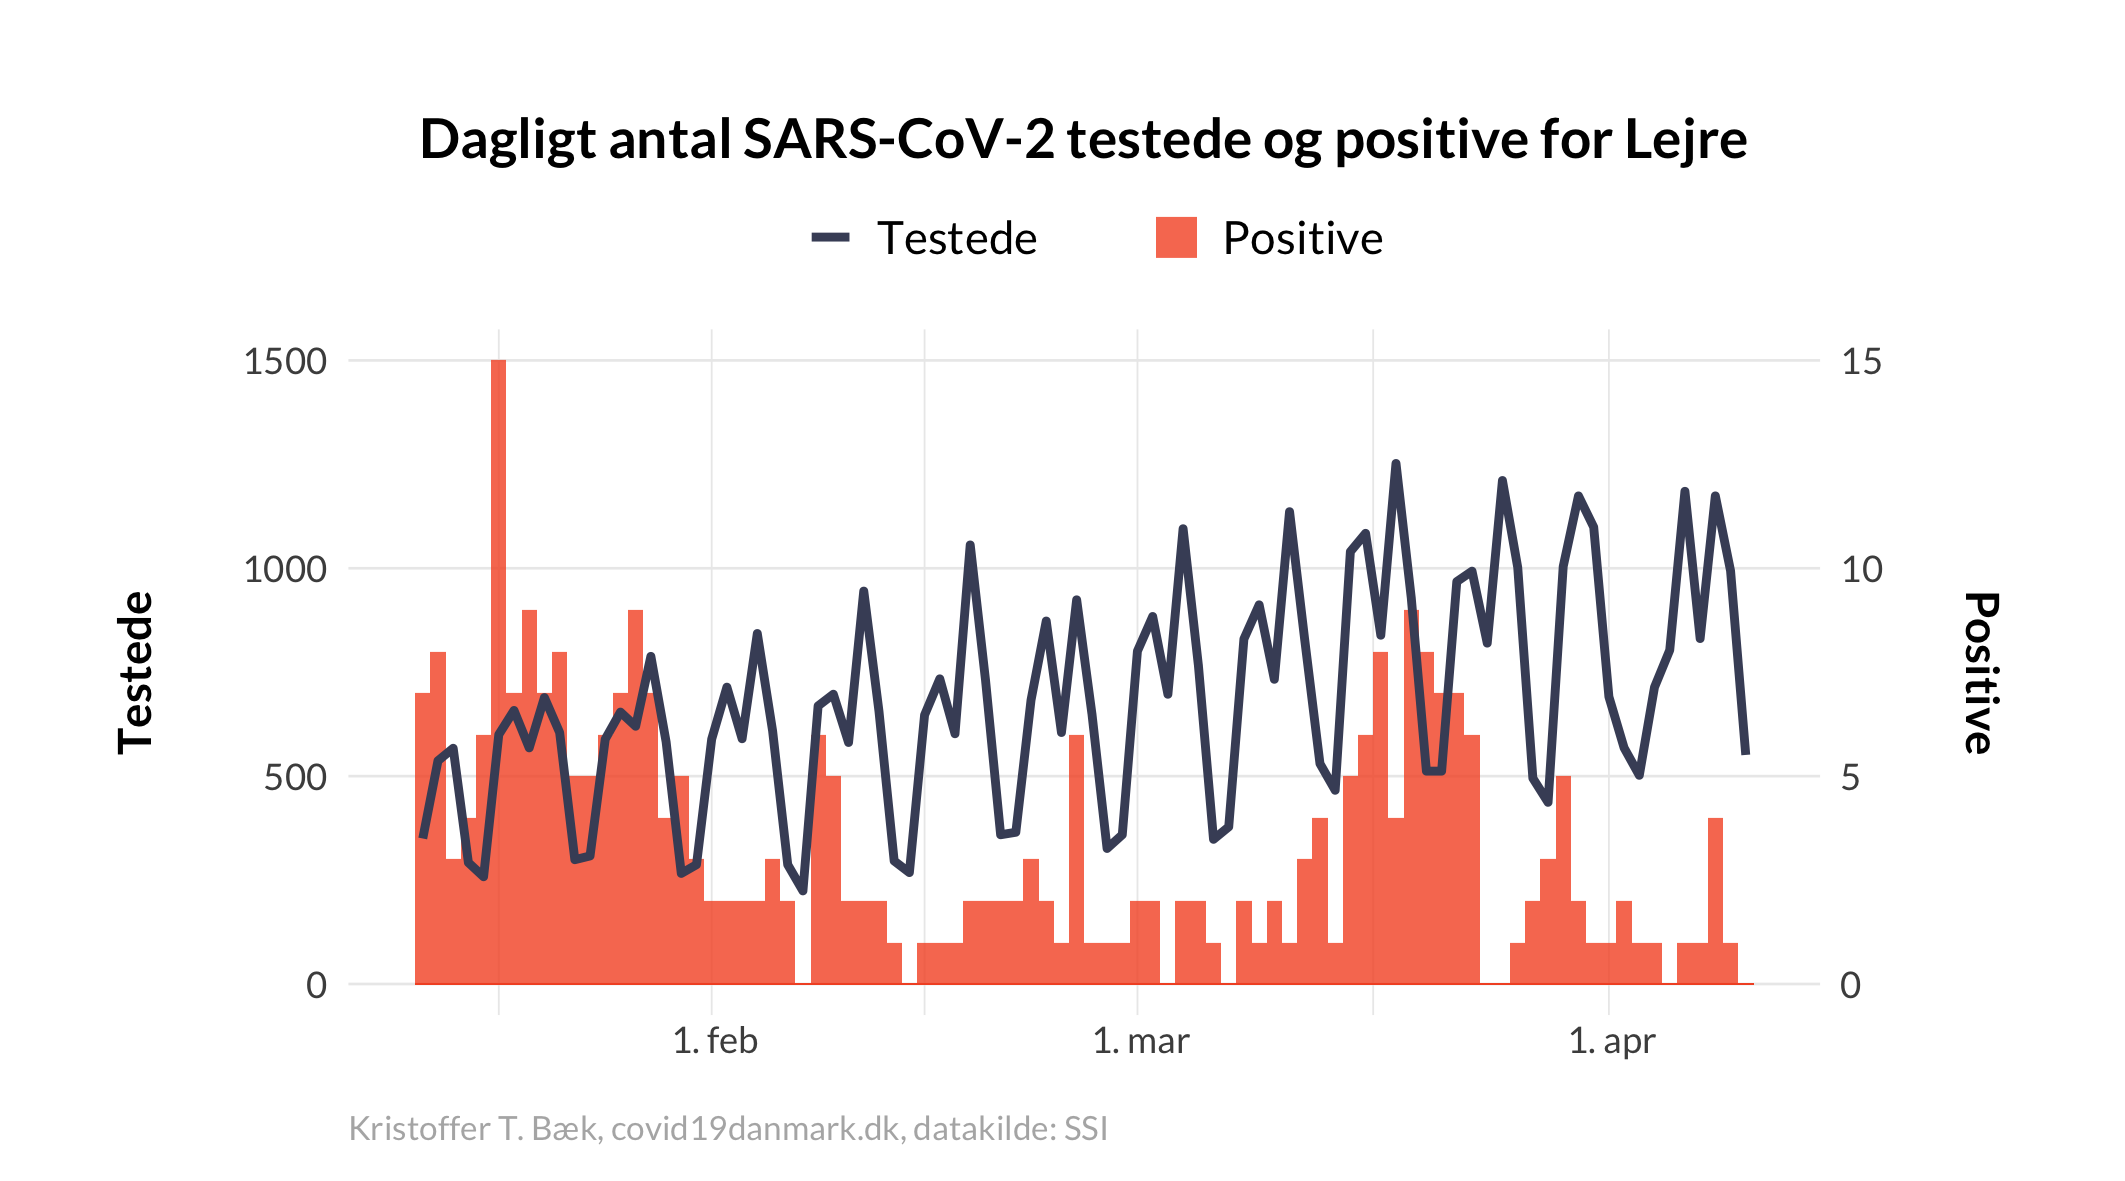 Dagligt antal SARS-CoV-2 testede og positive for Lejre
Testede
Positive
1500
1000
500
0
15
10
5
0
Testede
Positive
1. feb
1. mar
1. apr
Kristoffer T. Bæk, covid19danmark.dk, datakilde: SSI